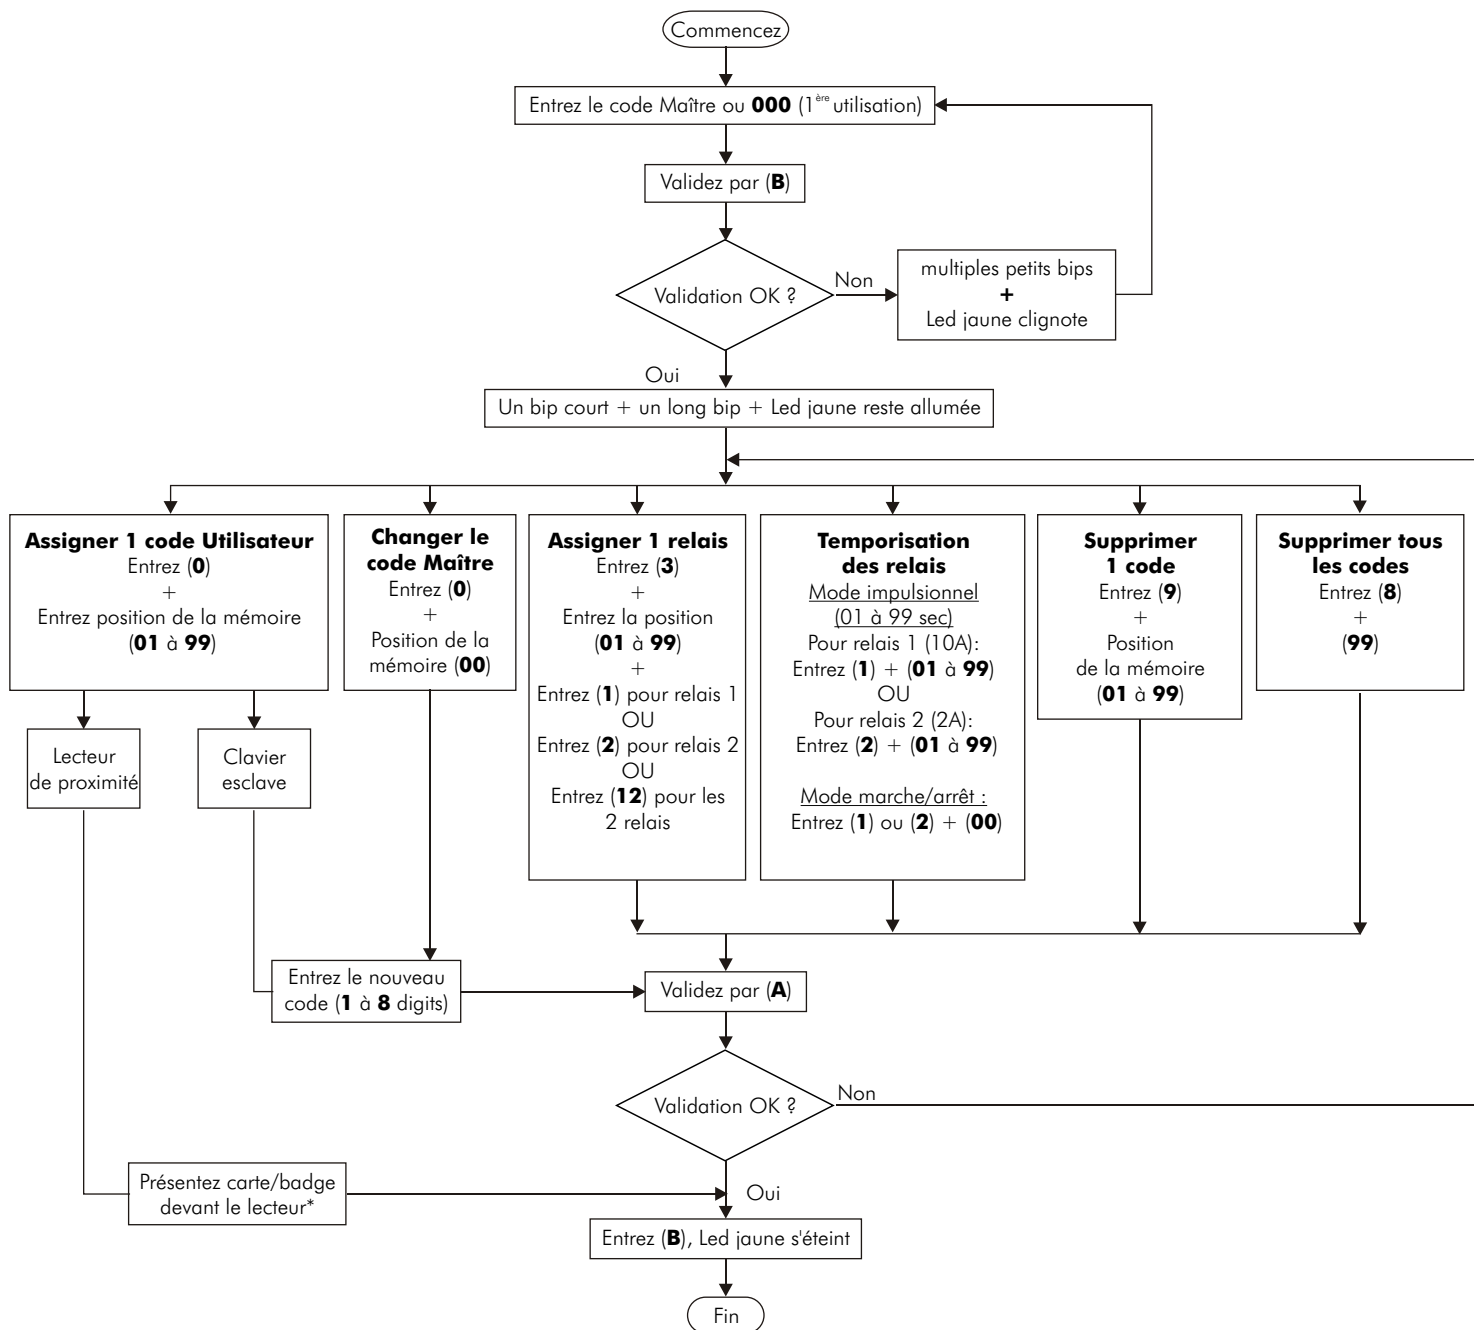 Commencez
Entrez le code Maître ou 000 (1ère utilisation)
Validez par (B)
Validation OK ?
Non
multiples petits bips
+
Led jaune clignote
Oui
Un bip court + un long bip + Led jaune reste allumée
Assigner 1 code Utilisateur
Entrez (0)
+
Entrez position de la mémoire
(01 à 99)
Changer le
code Maître
Entrez (0)
+
Position de la
mémoire (00)
Assigner 1 relais
Entrez (3)
+
Entrez la position
(01 à 99)
+
Entrez (1) pour relais 1
OU
Entrez (2) pour relais 2
OU
Entrez (12) pour les
2 relais
Temporisation
des relais
Mode impulsionnel
(01 à 99 sec)
Pour relais 1 (10A):
Entrez (1) + (01 à 99)
OU
Pour relais 2 (2A):
Entrez (2) + (01 à 99)
Mode marche/arrêt :
Entrez (1) ou (2) + (00)
Supprimer
1 code
Entrez (9)
+
Position
de la mémoire
(01 à 99)
Supprimer tous
les codes
Entrez (8)
+
(99)
Lecteur
de proximité
Clavier
esclave
Entrez le nouveau
code (1 à 8 digits)
Validez par (A)
Validation OK ?
Non
Présentez carte/badge
devant le lecteur*
Oui
Entrez (B), Led jaune s'éteint
Fin